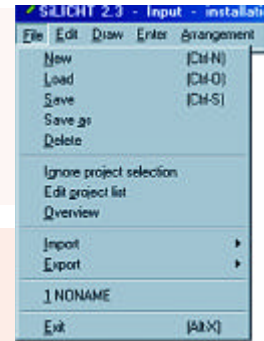 SiLICHT 2.3 - Input - installati
File Edit Draw Enter Arrangement
New (Ctrl-N)
Load (Ctrl-O)
Save (Ctrl-S)
Save as
Delete
Ignore project selection
Edit project list
Overview
Import
Export
1 NONAME
Exit (Alt-X)